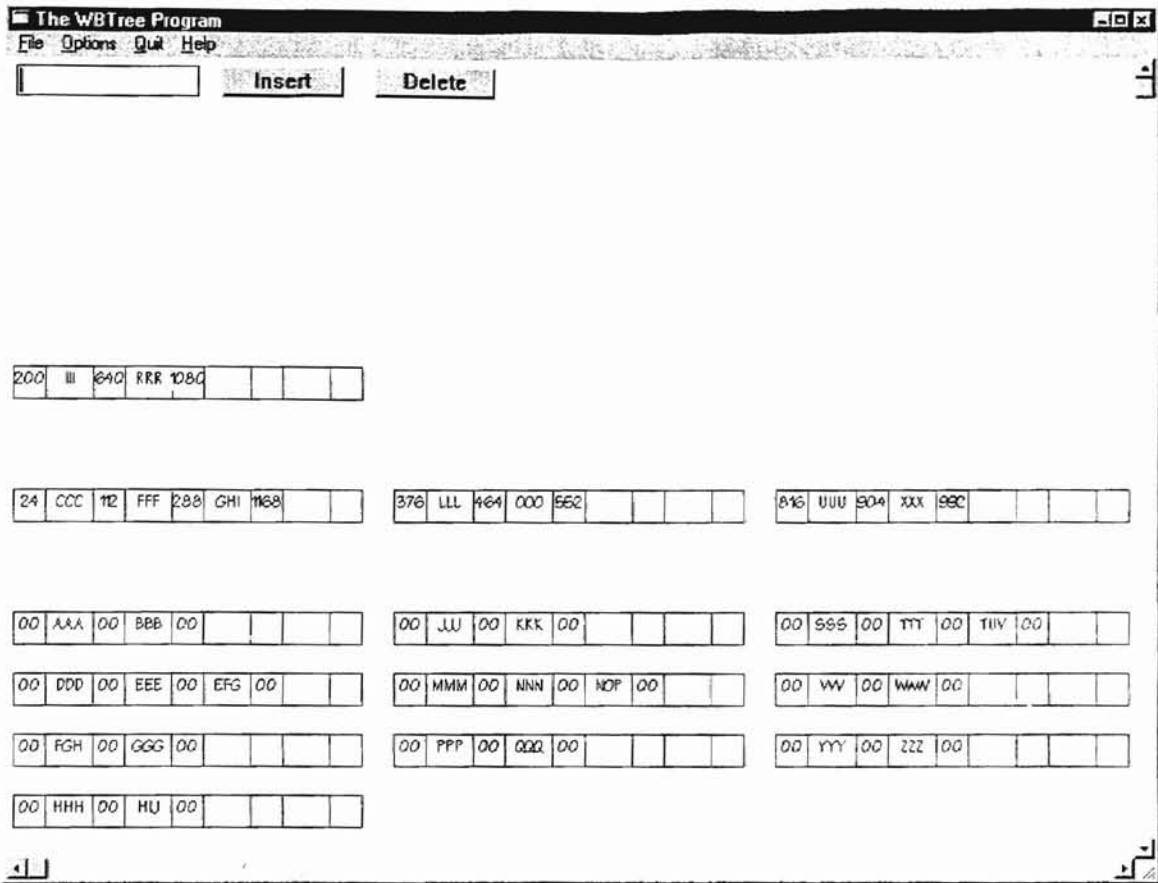 The WBTree Program
File Options Quit Help
Insert Delete
200 III 640 RRR 1080
24 CCC 112 FFF 288 GHI 1168
376 LLL 464 OOO 552
816 UUU 904 XXX 992
00 AAA 00 BBB 00
00 JJJ 00 KKK 00
00 SSS 00 TTT 00 TUV 00
00 DDD 00 EEE 00 EFG 00
00 MMM 00 NNN 00 NOP 00
00 VVV 00 WWW 00
00 FGH 00 GGG 00
00 PPP 00 QQQ 00
00 YYY 00 ZZZ 00
00 HHH 00 HIJ 00